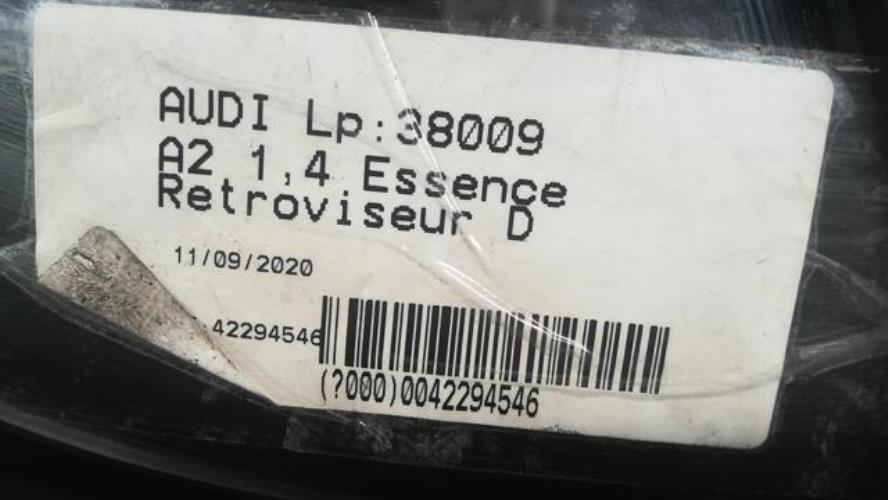 AUDI Lp:38009
A2 1,4 Essence
Retroviseur D
11/09/2020
42294546
(?000)0042294546